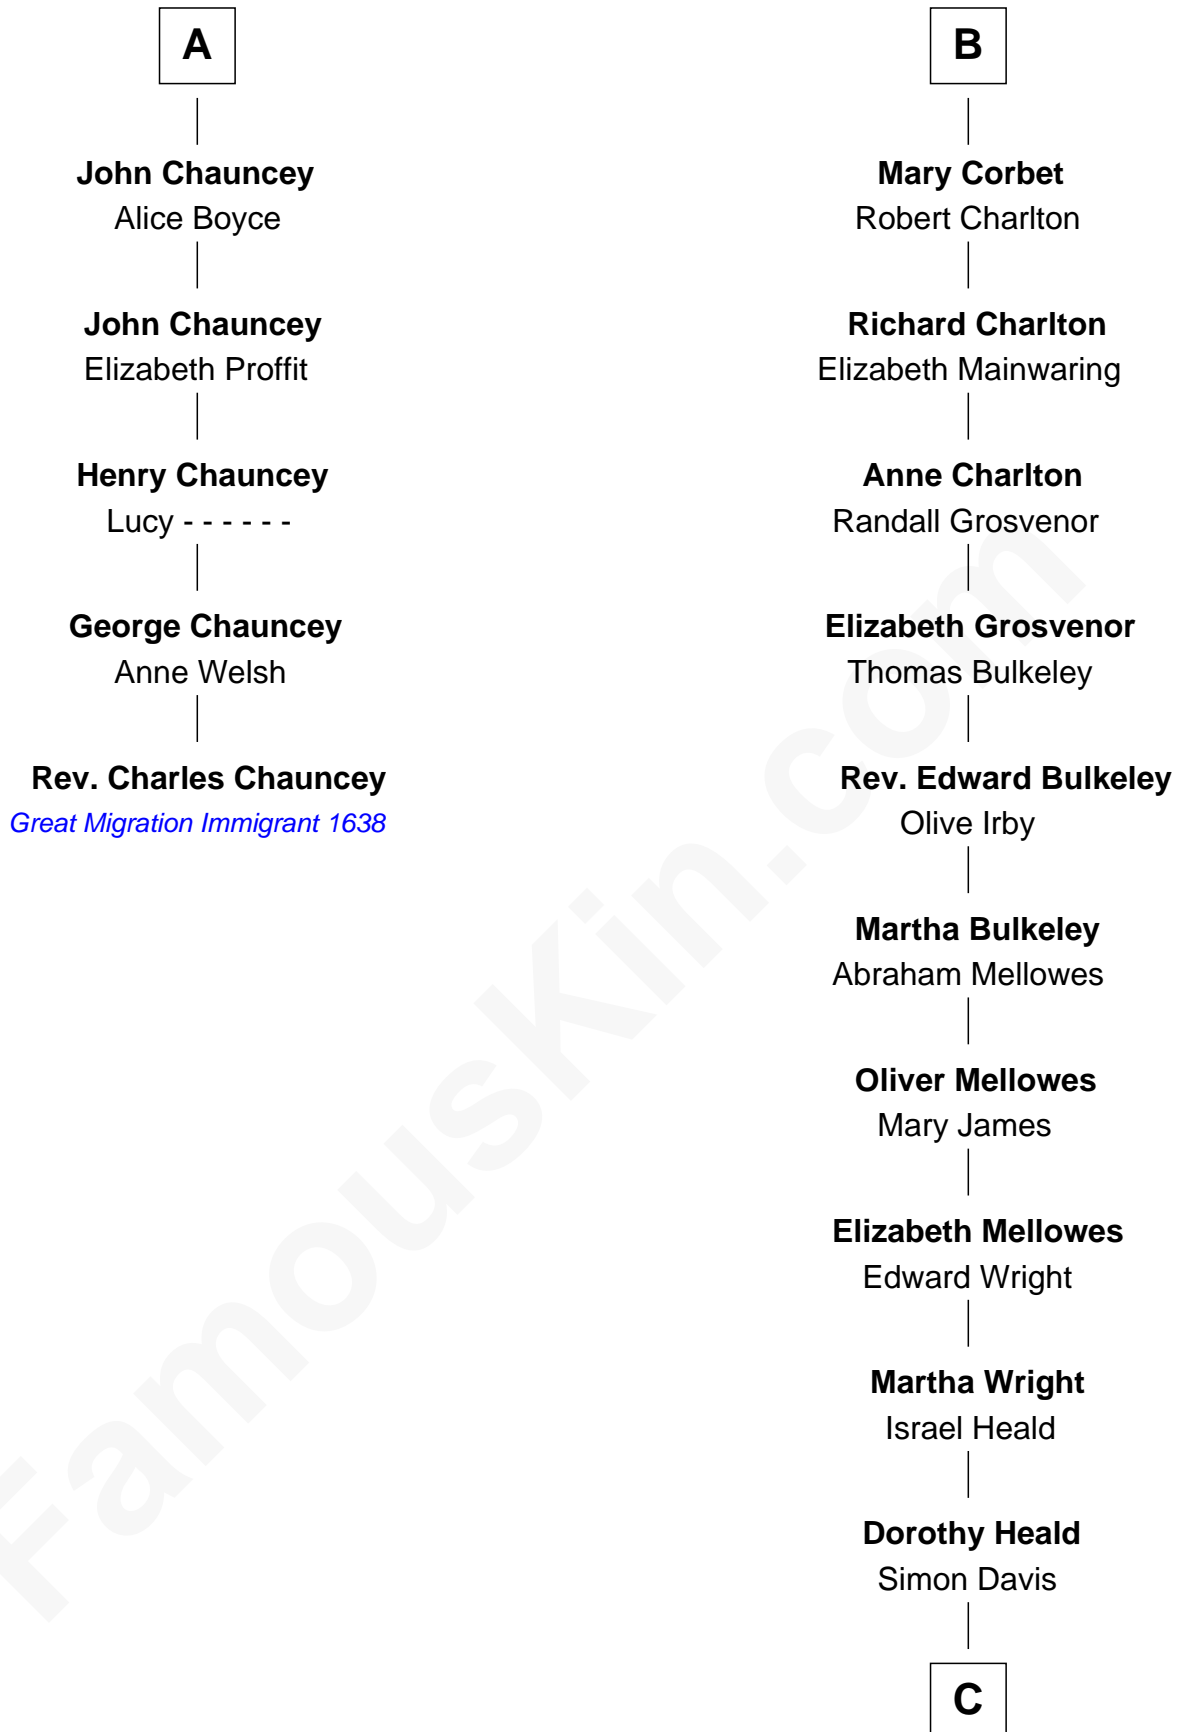 A
John Chauncey
Alice Boyce
John Chauncey
Elizabeth Proffit
Henry Chauncey
Lucy - - - - - -
George Chauncey
Anne Welsh
Rev. Charles Chauncey
Great Migration Immigrant 1638
B
Mary Corbet
Robert Charlton
Richard Charlton
Elizabeth Mainwaring
Anne Charlton
Randall Grosvenor
Elizabeth Grosvenor
Thomas Bulkeley
Rev. Edward Bulkeley
Olive Irby
Martha Bulkeley
Abraham Mellowes
Oliver Mellowes
Mary James
Elizabeth Mellowes
Edward Wright
Martha Wright
Israel Heald
Dorothy Heald
Simon Davis
C
FamousKin.com